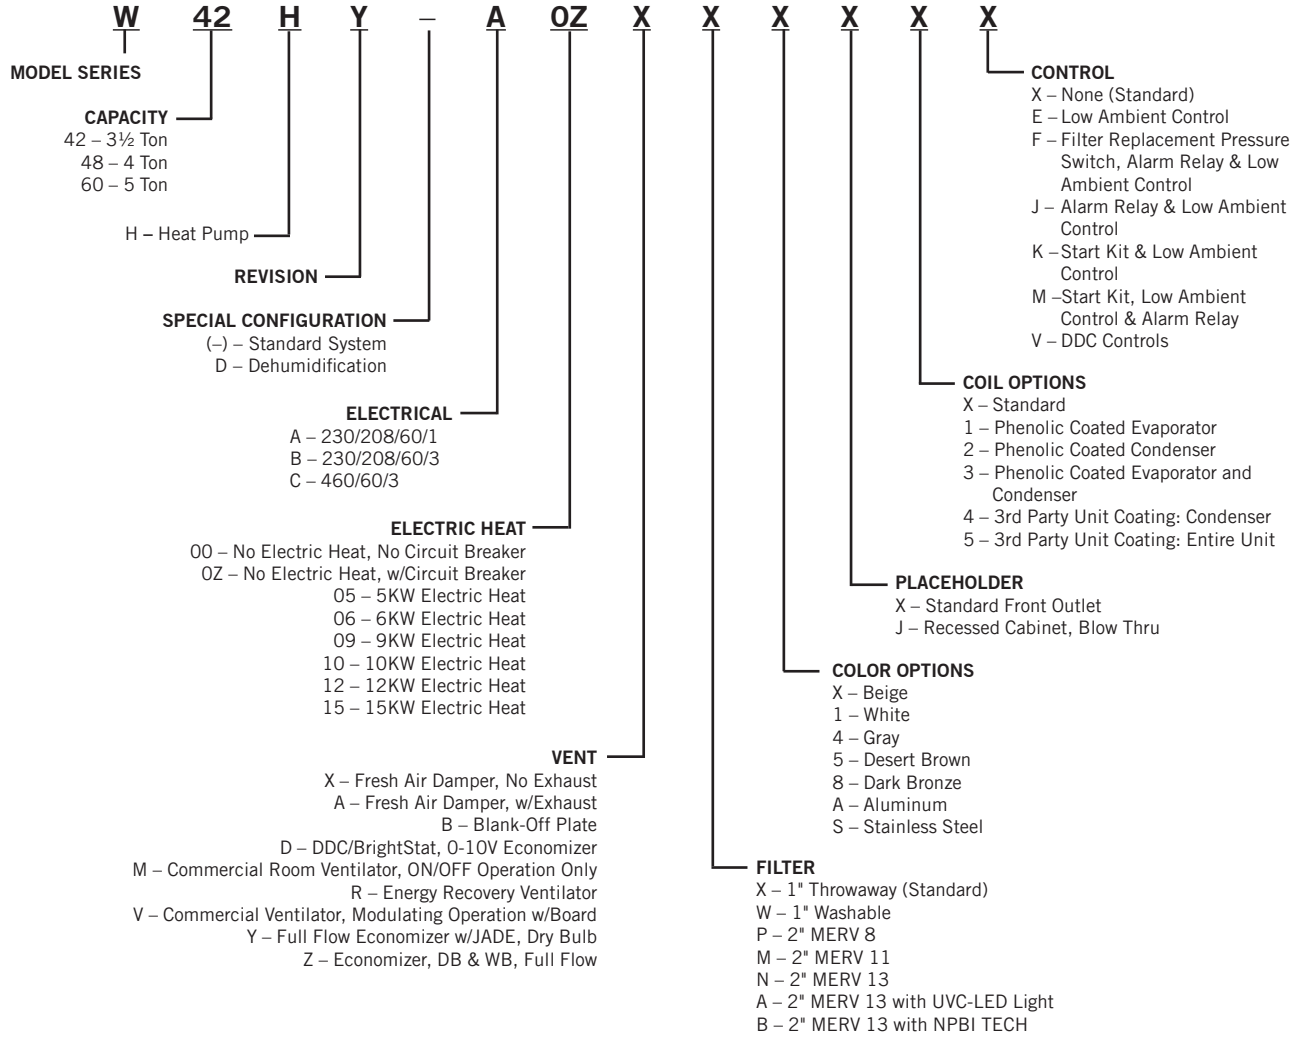 W 42 H Y – A 0Z X X X X X X
MODEL SERIES
CAPACITY
42 – 3½ Ton
48 – 4 Ton
60 – 5 Ton
H – Heat Pump
REVISION
SPECIAL CONFIGURATION
(–) – Standard System
D – Dehumidification
ELECTRICAL
A – 230/208/60/1
B – 230/208/60/3
C – 460/60/3
ELECTRIC HEAT
00 – No Electric Heat, No Circuit Breaker
0Z – No Electric Heat, w/Circuit Breaker
05 – 5KW Electric Heat
06 – 6KW Electric Heat
09 – 9KW Electric Heat
10 – 10KW Electric Heat
12 – 12KW Electric Heat
15 – 15KW Electric Heat
VENT
X – Fresh Air Damper, No Exhaust
A – Fresh Air Damper, w/Exhaust
B – Blank-Off Plate
D – DDC/BrightStat, 0-10V Economizer
M – Commercial Room Ventilator, ON/OFF Operation Only
R – Energy Recovery Ventilator
V – Commercial Ventilator, Modulating Operation w/Board
Y – Full Flow Economizer w/JADE, Dry Bulb
Z – Economizer, DB & WB, Full Flow
CONTROL
X – None (Standard)
E – Low Ambient Control
F – Filter Replacement Pressure
Switch, Alarm Relay & Low
Ambient Control
J – Alarm Relay & Low Ambient
Control
K – Start Kit & Low Ambient
Control
M –Start Kit, Low Ambient
Control & Alarm Relay
V – DDC Controls
COIL OPTIONS
X – Standard
1 – Phenolic Coated Evaporator
2 – Phenolic Coated Condenser
3 – Phenolic Coated Evaporator and
Condenser
4 – 3rd Party Unit Coating: Condenser
5 – 3rd Party Unit Coating: Entire Unit
PLACEHOLDER
X – Standard Front Outlet
J – Recessed Cabinet, Blow Thru
COLOR OPTIONS
X – Beige
1 – White
4 – Gray
5 – Desert Brown
8 – Dark Bronze
A – Aluminum
S – Stainless Steel
FILTER
X – 1" Throwaway (Standard)
W – 1" Washable
P – 2" MERV 8
M – 2" MERV 11
N – 2" MERV 13
A – 2" MERV 13 with UVC-LED Light
B – 2" MERV 13 with NPBI TECH